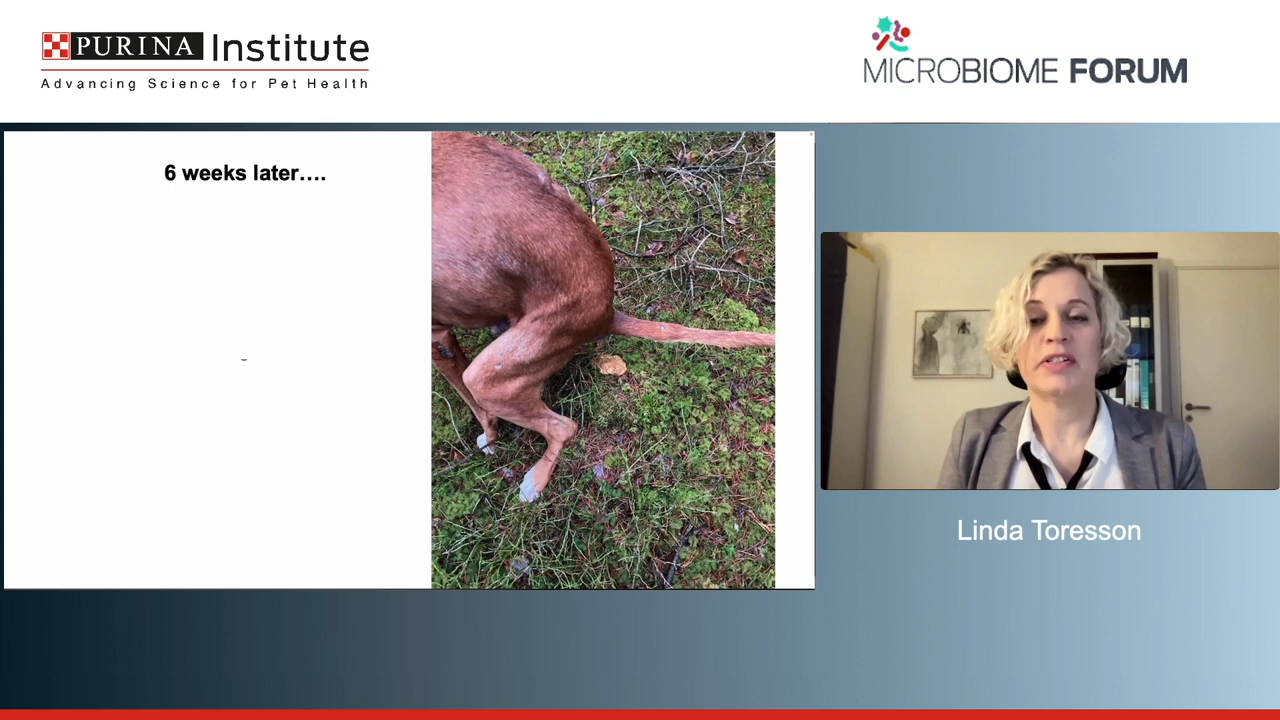 PURINA Institute
Advancing Science for Pet Health
MICROBIOME FORUM
6 weeks later....
Linda Toresson